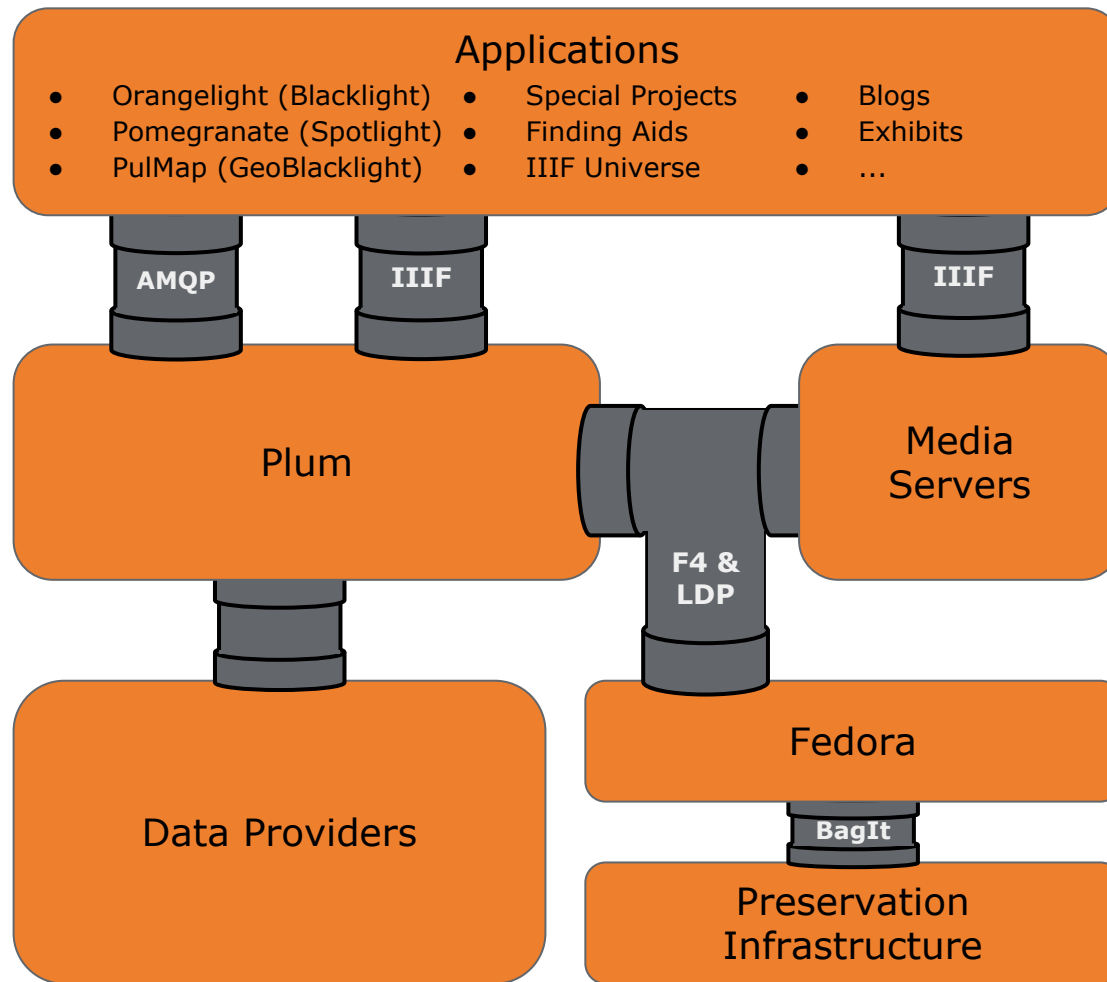 Applications
● Orangelight (Blacklight)
● Pomegranate (Spotlight)
● PulMap (GeoBlacklight)
● Special Projects
● Finding Aids
● IIIF Universe
● Blogs
● Exhibits
● ...
AMQP
IIIF
IIIF
Plum
Media
Servers
F4 &
LDP
Data Providers
Fedora
BagIt
Preservation
Infrastructure